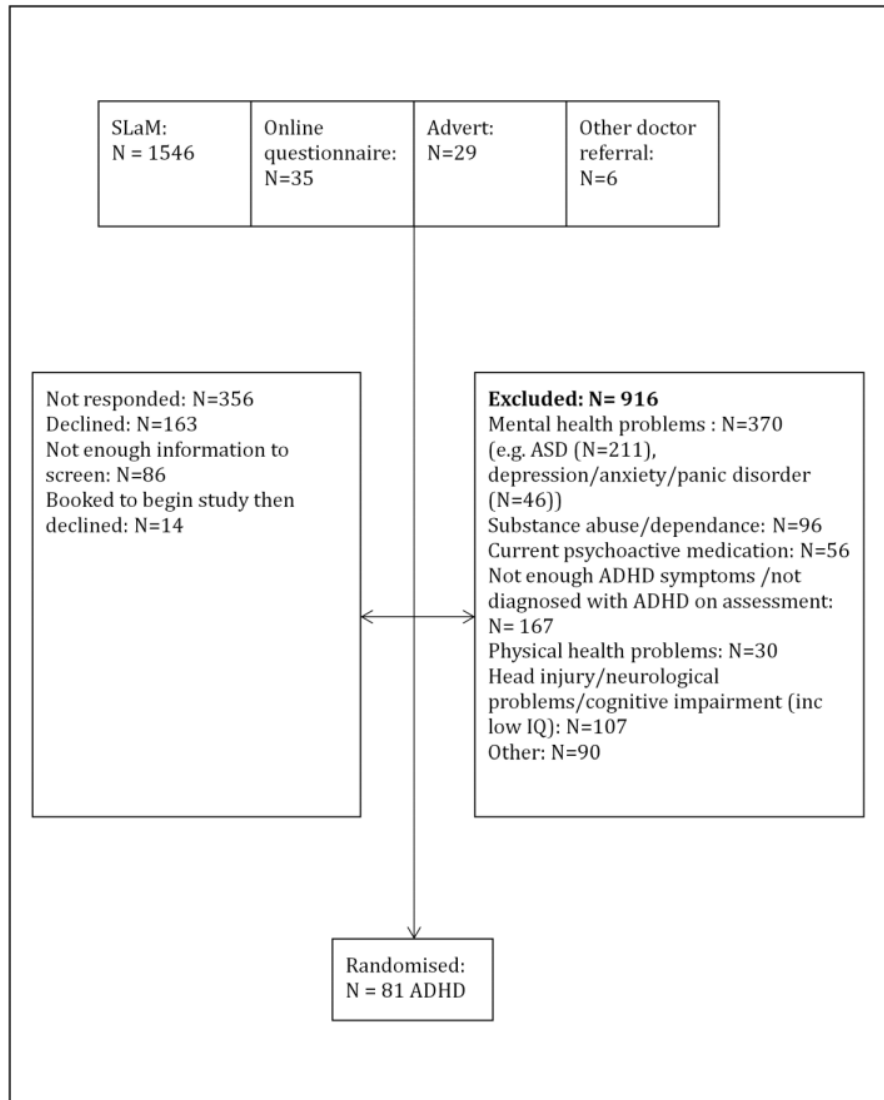 SLaM:
N = 1546
Online
questionnaire:
N=35
Advert:
N=29
Other doctor
referral:
N=6
Not responded: N=356
Declined: N=163
Not enough information to
screen: N=86
Booked to begin study then
declined: N=14
Excluded: N= 916
Mental health problems : N=370
(e.g. ASD (N=211),
depression/anxiety/panic disorder
(N=46))
Substance abuse/dependance: N=96
Current psychoactive medication: N=56
Not enough ADHD symptoms /not
diagnosed with ADHD on assessment:
N= 167
Physical health problems: N=30
Head injury/neurological
problems/cognitive impairment (inc
low IQ): N=107
Other: N=90
Randomised:
N = 81 ADHD